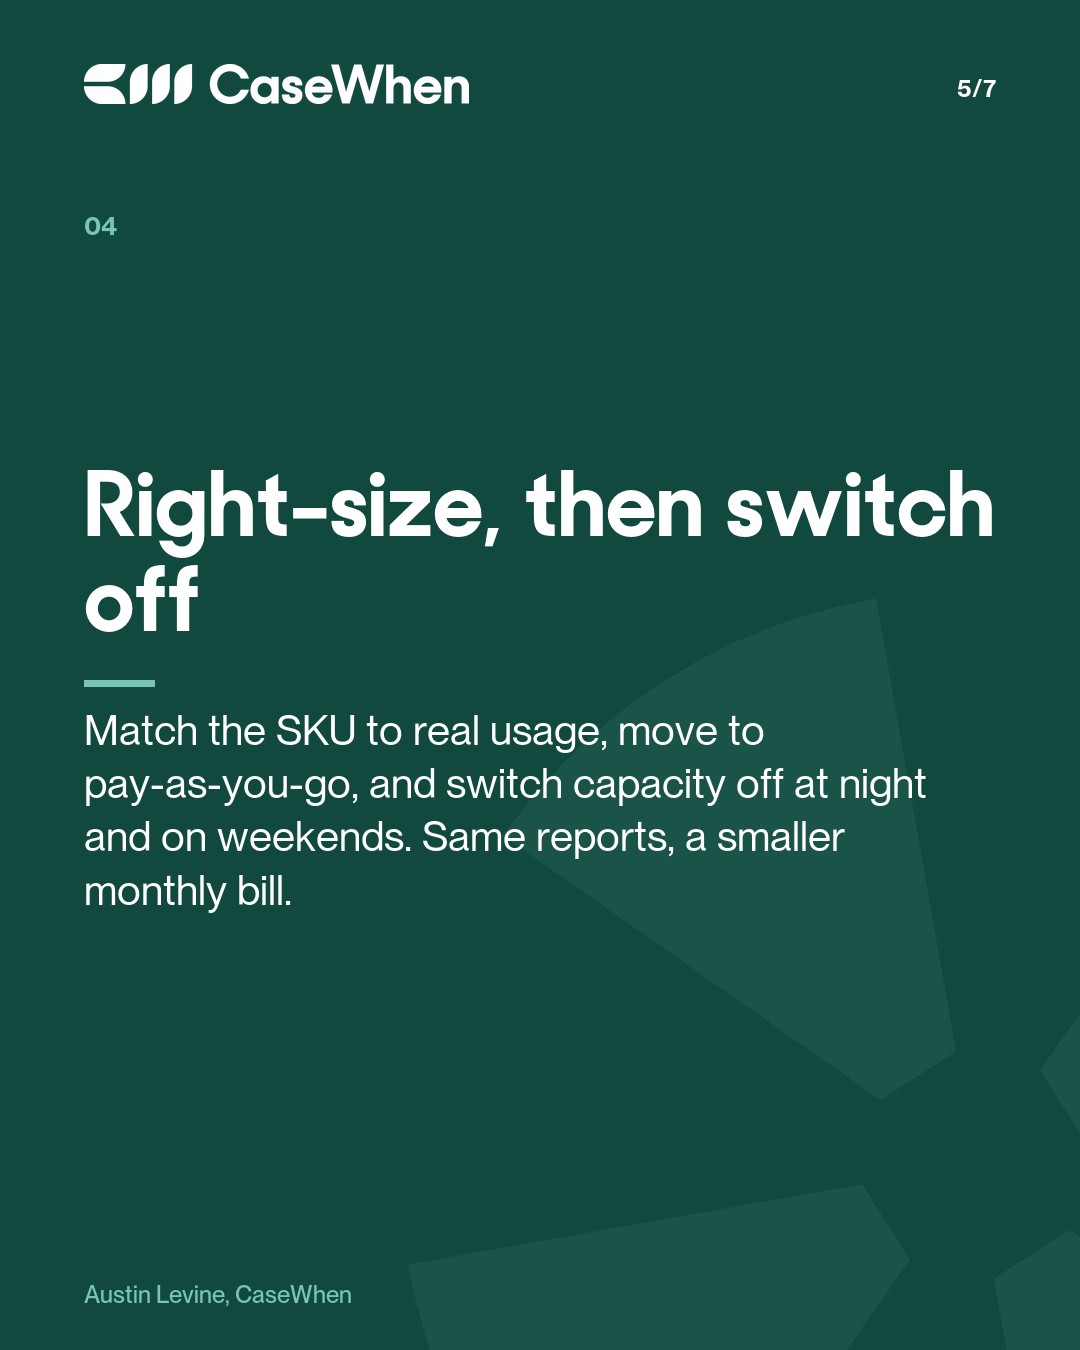 CaseWhen
5/7
04
Right-size, then switch
off
Match the SKU to real usage, move to
pay-as-you-go, and switch capacity off at night
and on weekends. Same reports, a smaller
monthly bill.
Austin Levine, CaseWhen